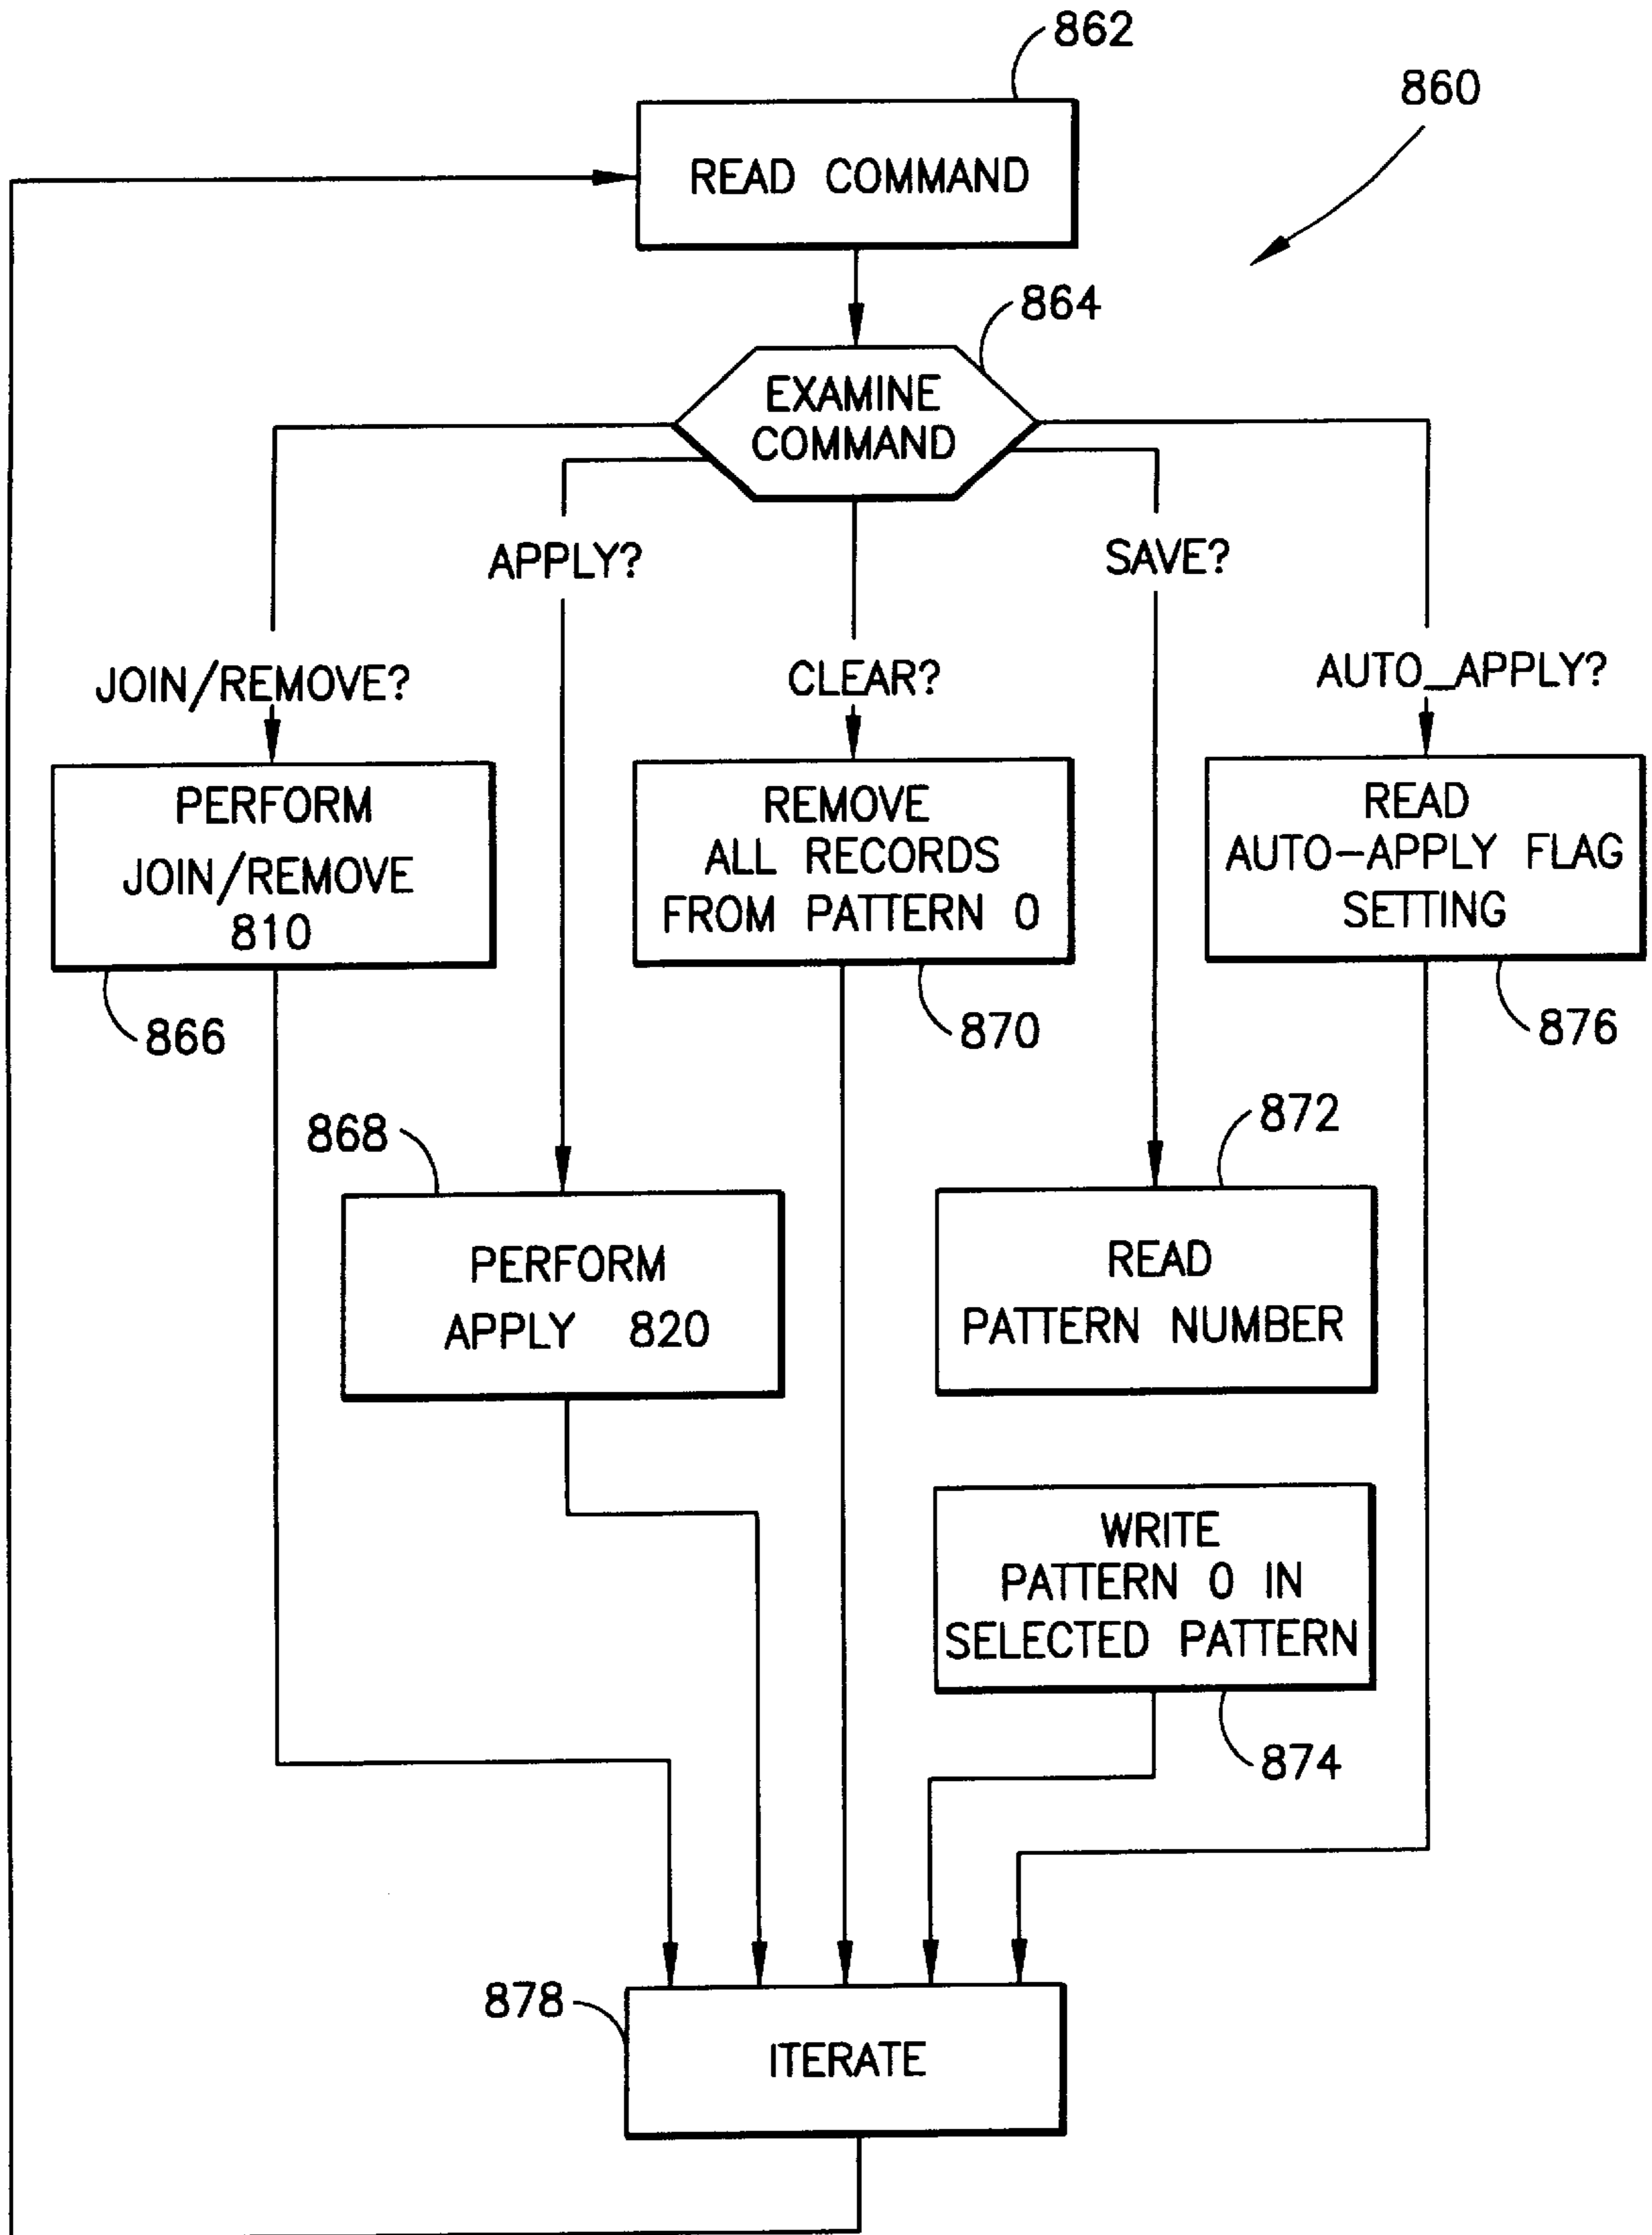 862
860
READ COMMAND
864
EXAMINE
COMMAND
APPLY?
SAVE?
JOIN/REMOVE?
CLEAR?
AUTO_APPLY?
PERFORM
JOIN/REMOVE
810
REMOVE
ALL RECORDS
FROM PATTERN 0
READ
AUTO-APPLY FLAG
SETTING
866
870
876
868
872
PERFORM
APPLY 820
READ
PATTERN NUMBER
WRITE
PATTERN 0 IN
SELECTED PATTERN
874
878
ITERATE